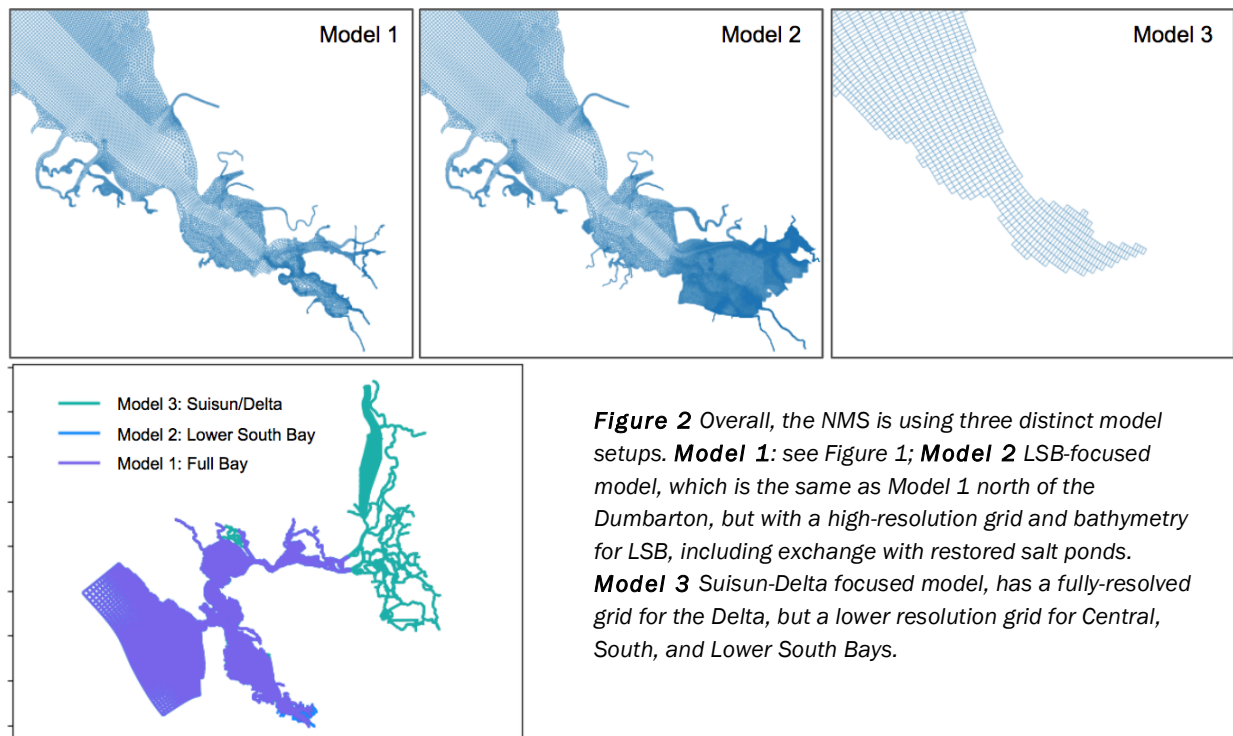 Model 1
Model 2
Model 3
Model 3: Suisun/Delta
Model 2: Lower South Bay
Model 1: Full Bay
Figure 2 Overall, the NMS is using three distinct model
setups. Model 1: see Figure 1; Model 2 LSB-focused
model, which is the same as Model 1 north of the
Dumbarton, but with a high-resolution grid and bathymetry
for LSB, including exchange with restored salt ponds.
Model 3 Suisun-Delta focused model, has a fully-resolved
grid for the Delta, but a lower resolution grid for Central,
South, and Lower South Bays.